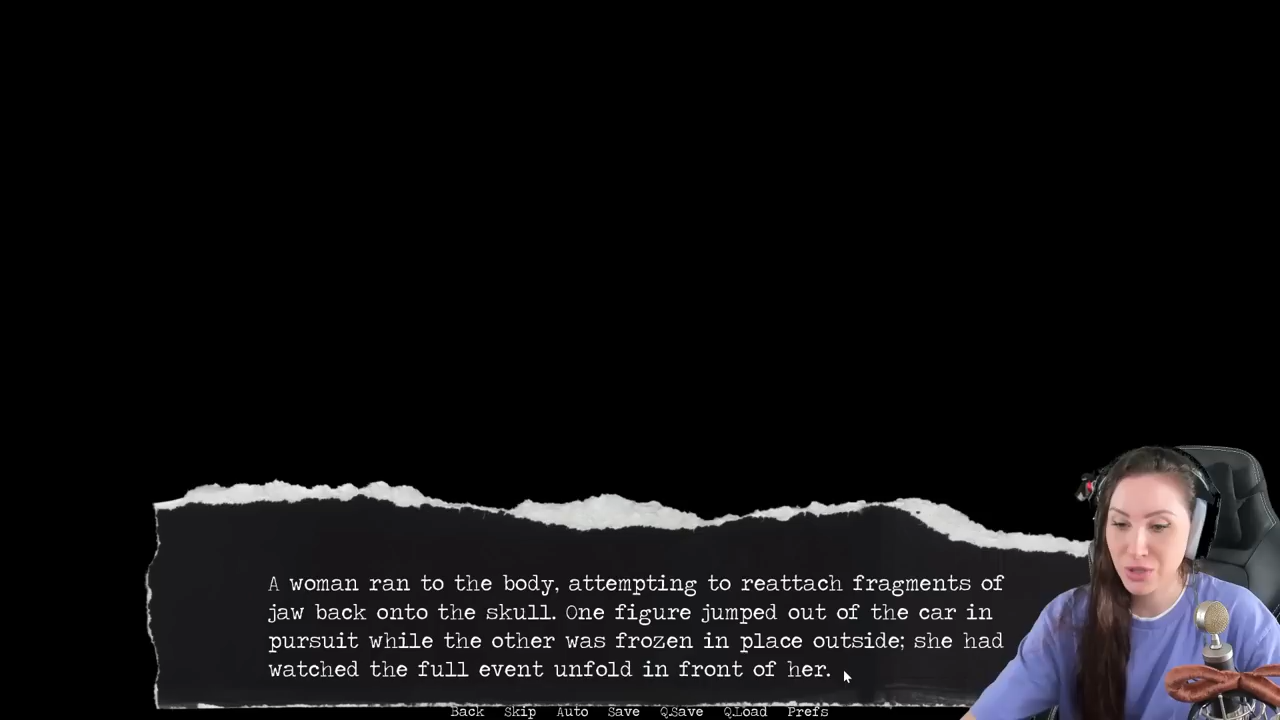 A woman ran to the body, attempting to reattach fragments of
jaw back onto the skull. One figure jumped out of the car in
pursuit while the other was frozen in place outside; she had
watched the full event unfold in front of her.
Back Skip Auto Save Q.Save Q.Load Prefs